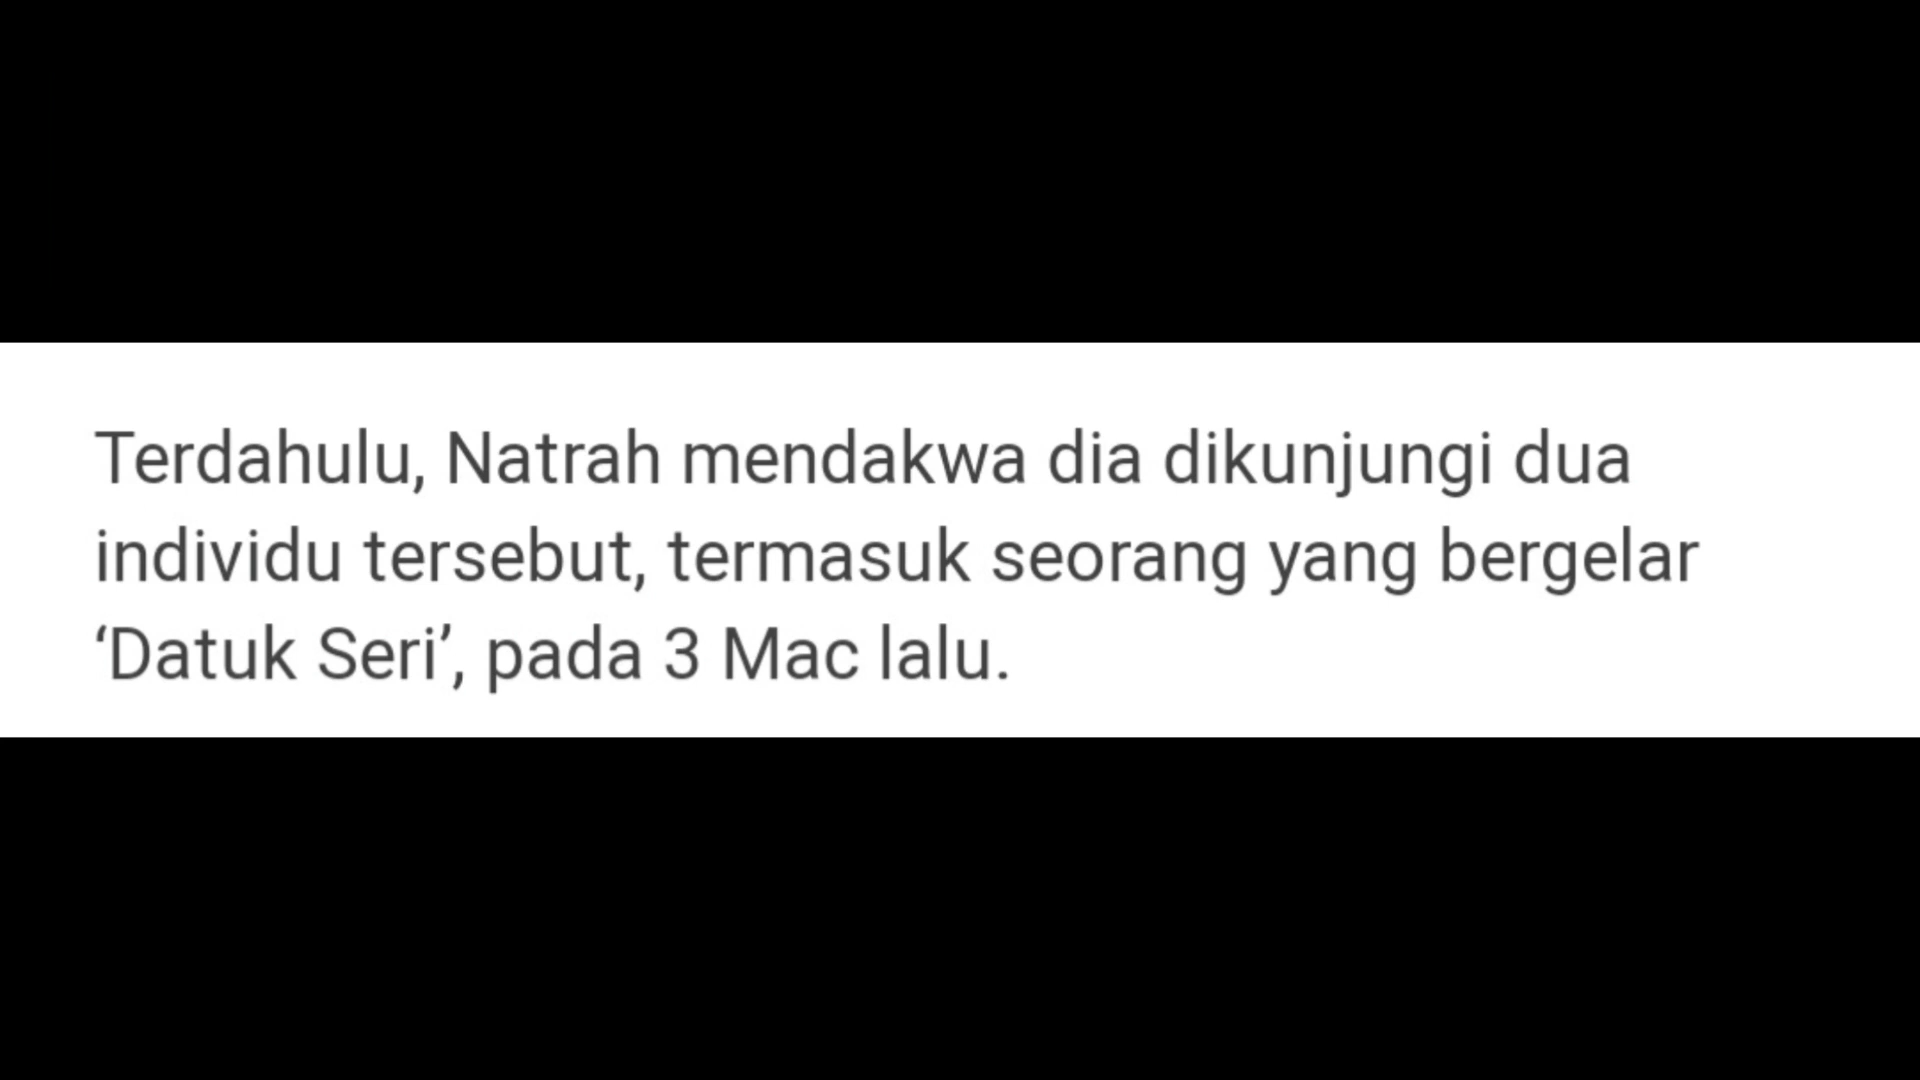 Terdahulu, Natrah mendakwa dia dikunjungi dua
individu tersebut, termasuk seorang yang bergelar
‘Datuk Seri’, pada 3 Mac lalu.